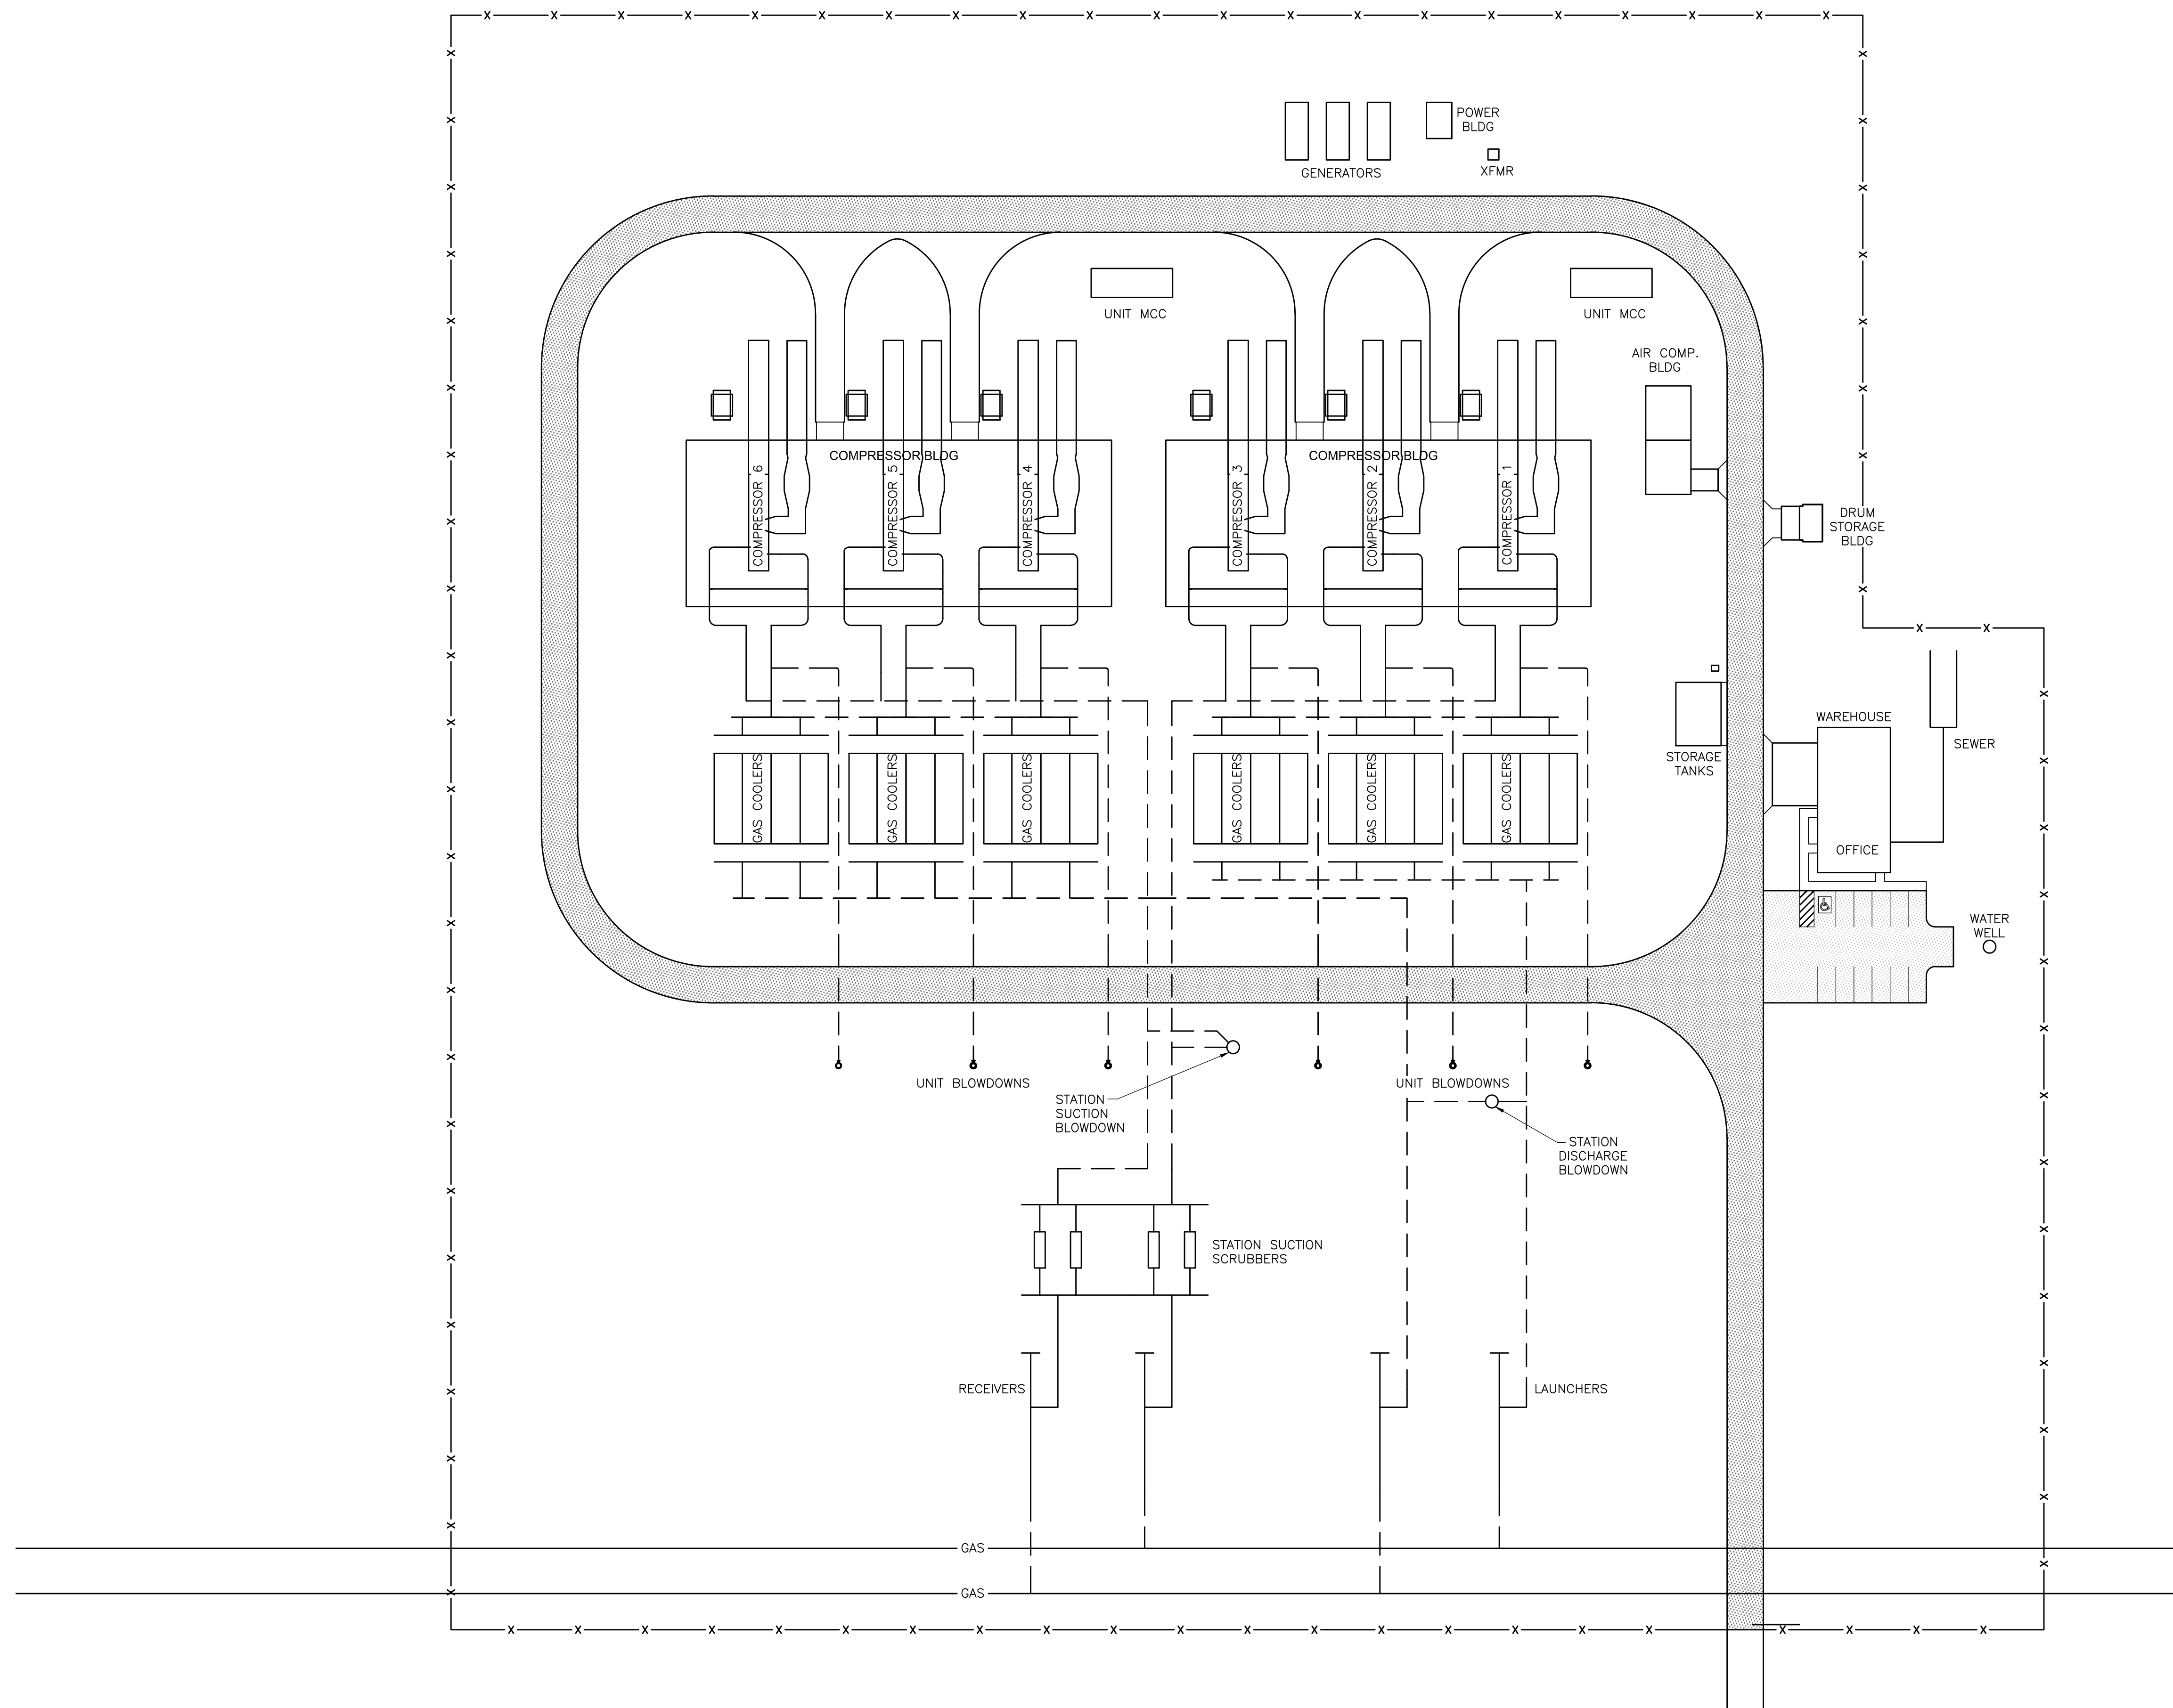 POWER
BLDG
GENERATORS
XFMR
UNIT MCC
UNIT MCC
AIR COMP.
BLDG
COMPRESSOR BLDG
COMPRESSOR BLDG
COMPRESSOR 6
COMPRESSOR 5
COMPRESSOR 4
COMPRESSOR 3
COMPRESSOR 2
COMPRESSOR 1
DRUM
STORAGE
BLDG
WAREHOUSE
SEWER
STORAGE
TANKS
GAS COOLERS
GAS COOLERS
GAS COOLERS
GAS COOLERS
GAS COOLERS
GAS COOLERS
OFFICE
WATER
WELL
UNIT BLOWDOWNS
UNIT BLOWDOWNS
STATION
SUCTION
BLOWDOWN
STATION
DISCHARGE
BLOWDOWN
STATION SUCTION
SCRUBBERS
RECEIVERS
LAUNCHERS
GAS
GAS